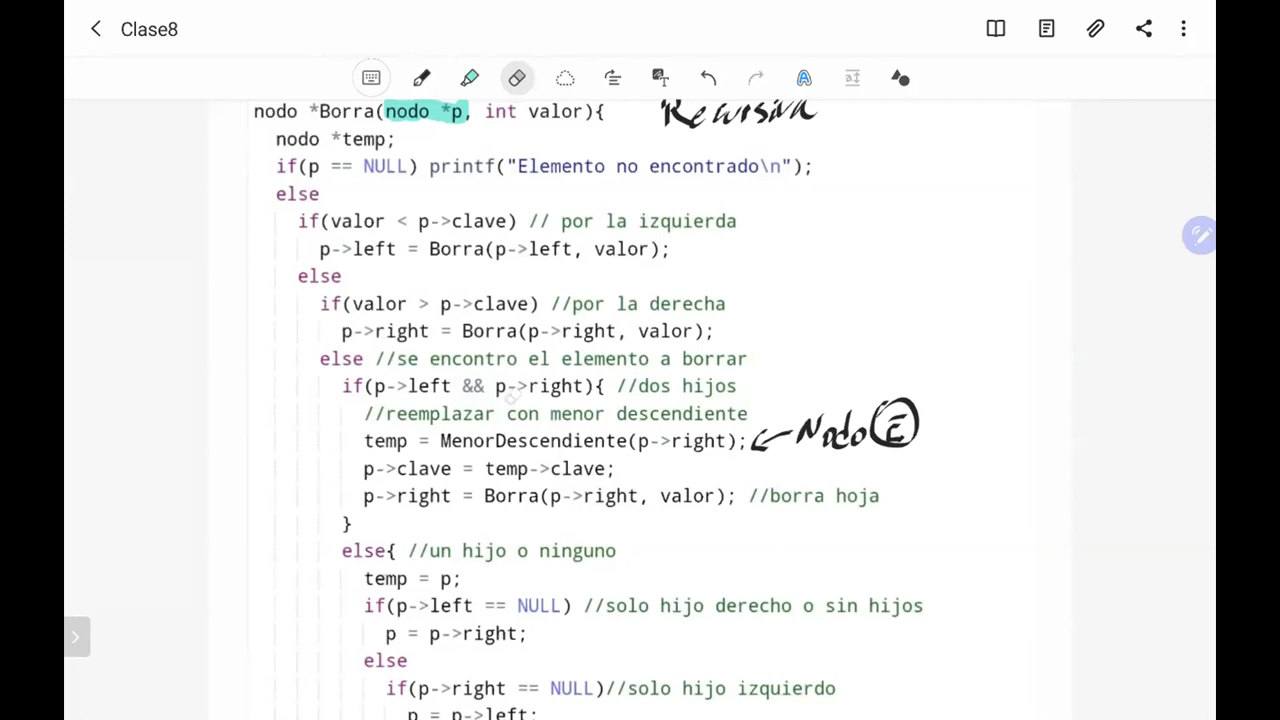 Clase8
nodo *Borra(nodo *p, int valor){ Recursiva
nodo *temp;
if(p == NULL) printf("Elemento no encontrado\n");
else
if(valor < p->clave) // por la izquierda
p->left = Borra(p->left, valor);
else
if(valor > p->clave) //por la derecha
p->right = Borra(p->right, valor);
else //se encontro el elemento a borrar
if(p->left && p->right){ //dos hijos
//reemplazar con menor descendiente
temp = MenorDescendiente(p->right); ← Nodo E
p->clave = temp->clave;
p->right = Borra(p->right, valor); //borra hoja
}
else{ //un hijo o ninguno
temp = p;
if(p->left == NULL) //solo hijo derecho o sin hijos
p = p->right;
else
if(p->right == NULL)//solo hijo izquierdo
p = p->left;